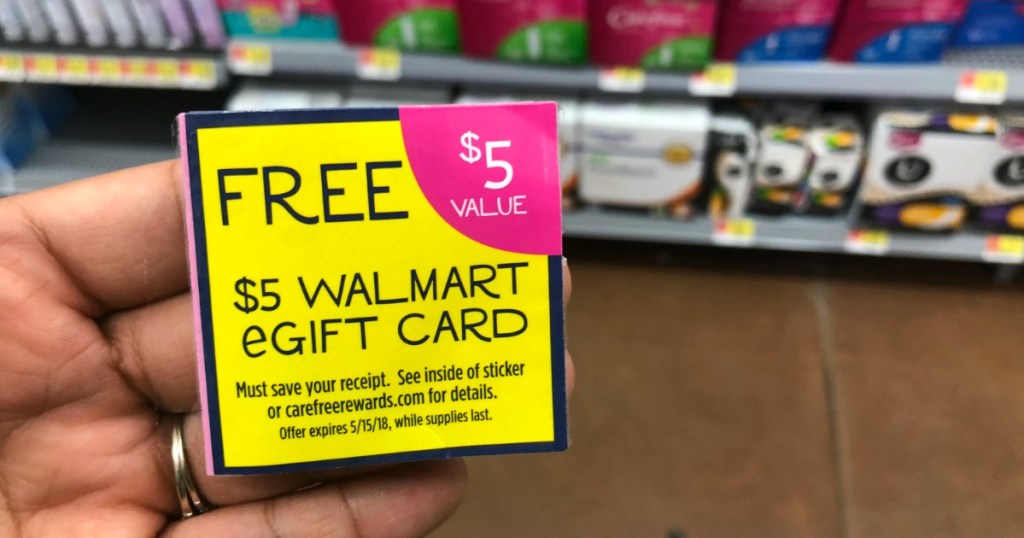 FREE
$5
VALUE
$5 WALMART
eGIFT CARD
Must save your receipt. See inside of sticker
or carefreerewards.com for details.
Offer expires 5/15/18, while supplies last.
Carefree